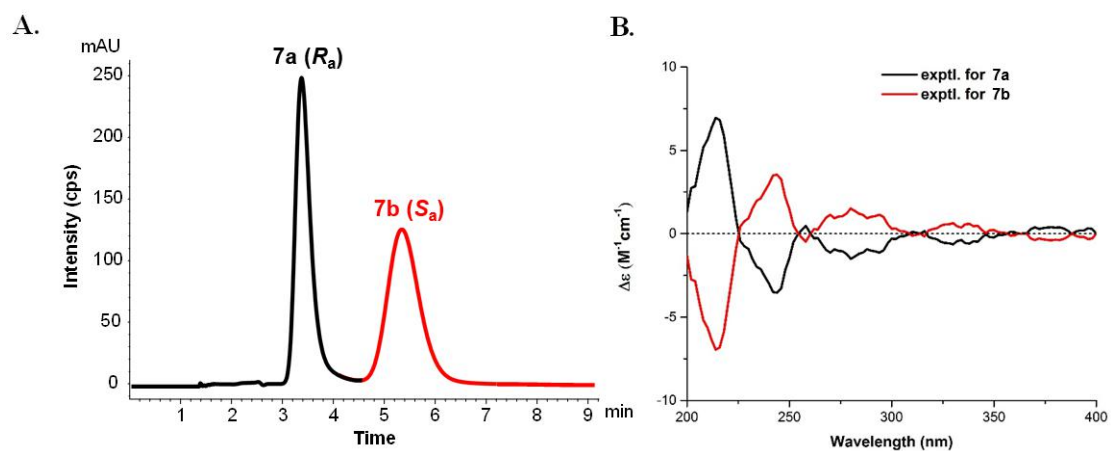 A.
mAU
7a (Ra)
7b (Sa)
250
200
150
100
50
0
Intensity (cps)
1 2 3 4 5 6 7 8 9 min
Time
B.
exptl. for 7a
exptl. for 7b
10
5
0
-5
-10
Δε (M⁻¹cm⁻¹)
200 250 300 350 400
Wavelength (nm)